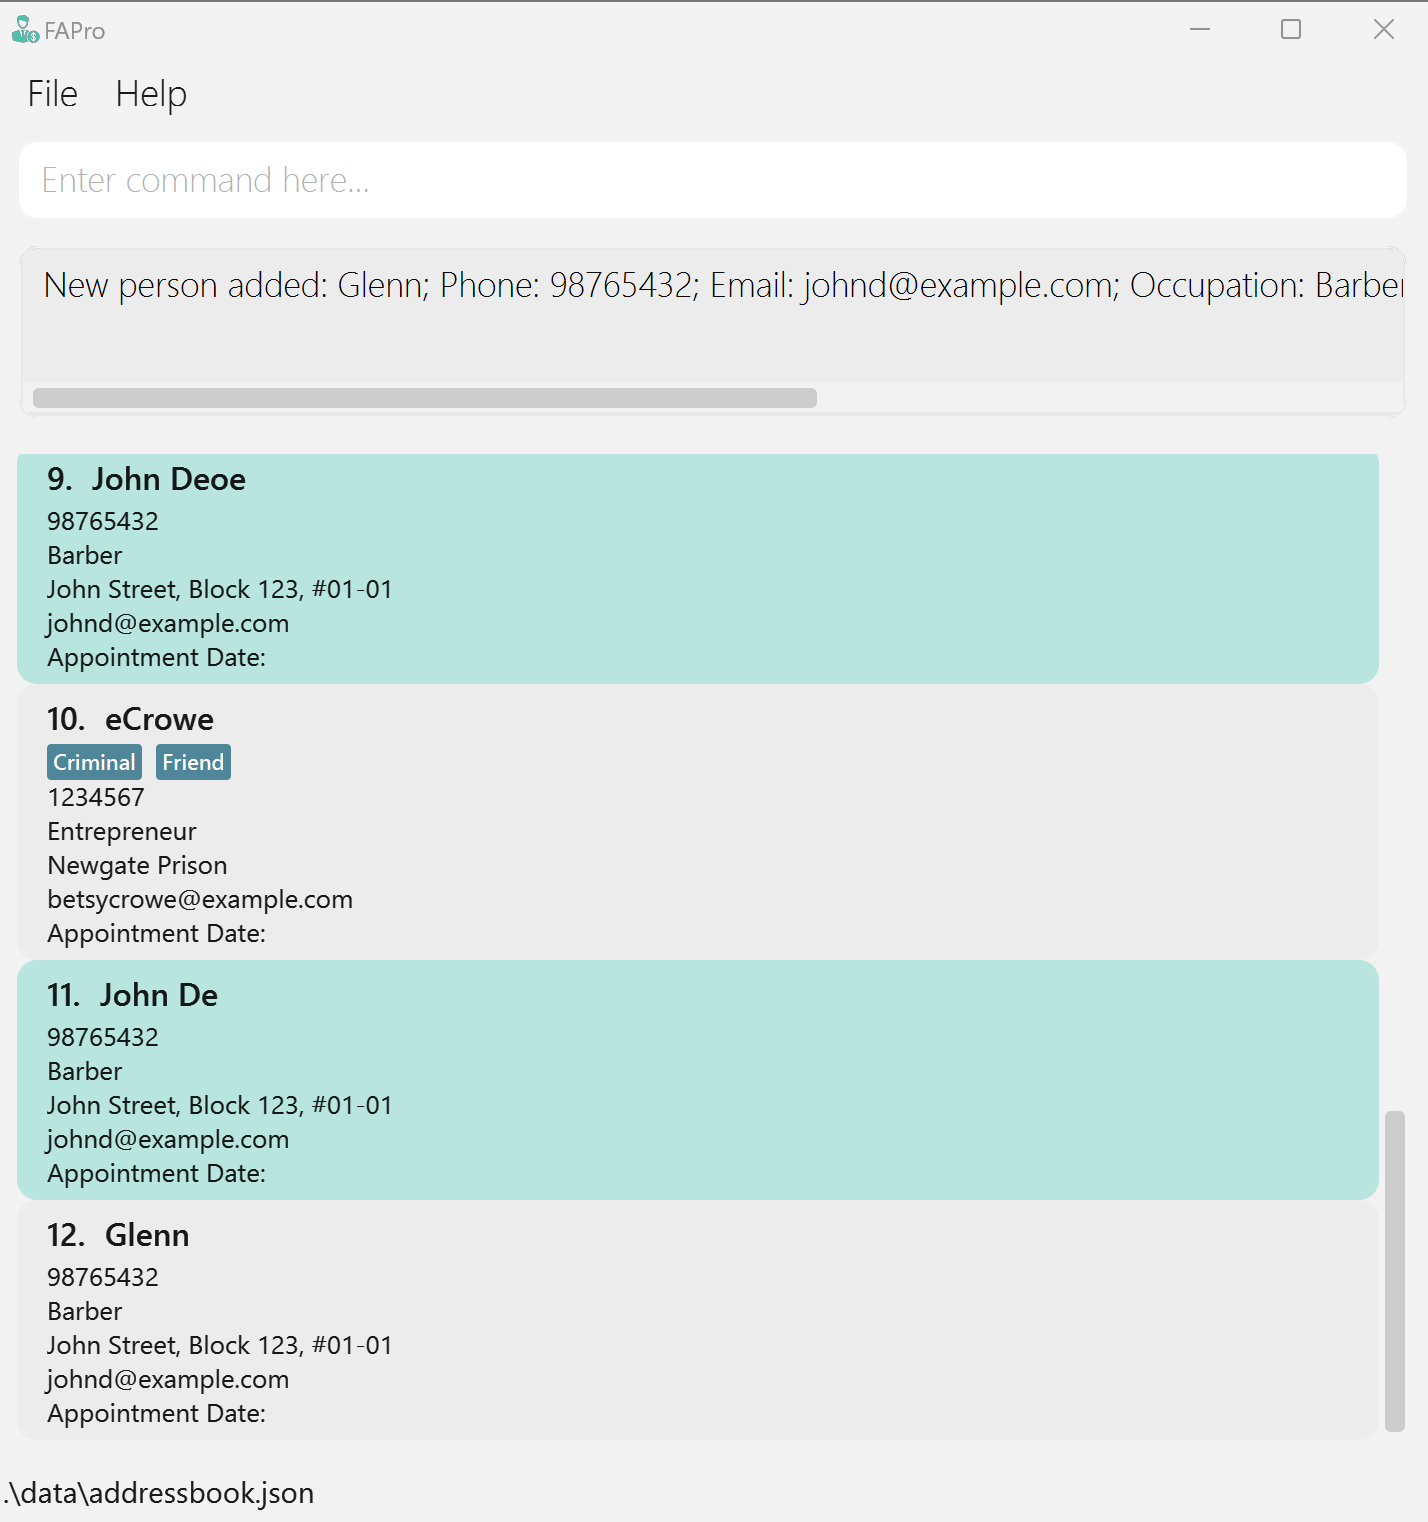 FAPro
File Help
Enter command here...
New person added: Glenn; Phone: 98765432; Email: johnd@example.com; Occupation: Barber
9. John Deoe
98765432
Barber
John Street, Block 123, #01-01
johnd@example.com
Appointment Date:
10. eCrowe
Criminal Friend
1234567
Entrepreneur
Newgate Prison
betsycrowe@example.com
Appointment Date:
11. John De
98765432
Barber
John Street, Block 123, #01-01
johnd@example.com
Appointment Date:
12. Glenn
98765432
Barber
John Street, Block 123, #01-01
johnd@example.com
Appointment Date:
.\data\addressbook.json